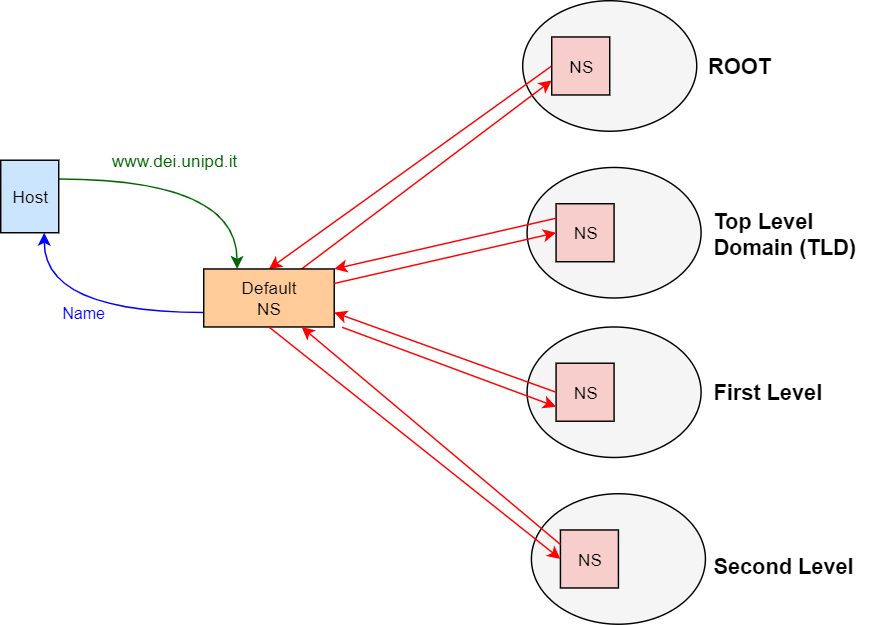 NS
ROOT
www.dei.unipd.it
Host
NS
Top Level
Domain (TLD)
Default
NS
Name
NS
First Level
NS
Second Level